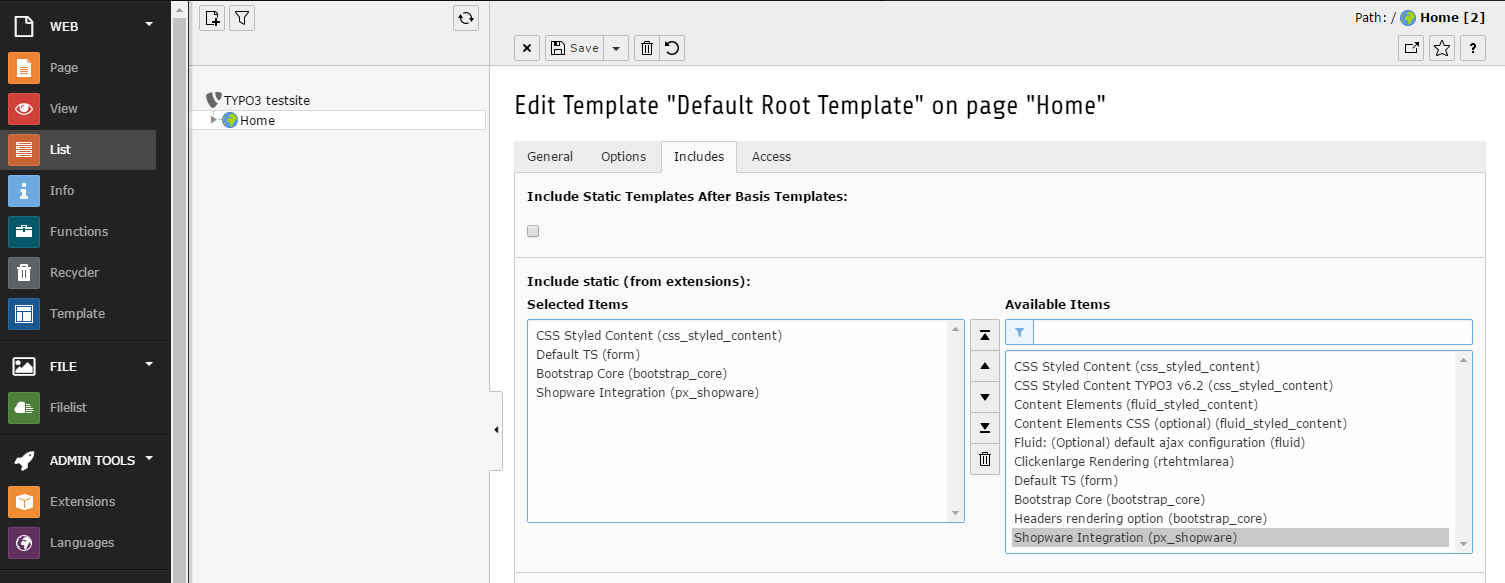 WEB
Page
View
List
Info
Functions
Recycler
Template
FILE
Filelist
ADMIN TOOLS
Extensions
Languages
TYPO3 testsite
Home
Path: / Home [2]
Save
?
Edit Template "Default Root Template" on page "Home"
General Options Includes Access
Include Static Templates After Basis Templates:
Include static (from extensions):
Selected Items
CSS Styled Content (css_styled_content)
Default TS (form)
Bootstrap Core (bootstrap_core)
Shopware Integration (px_shopware)
Available Items
CSS Styled Content (css_styled_content)
CSS Styled Content TYPO3 v6.2 (css_styled_content)
Content Elements (fluid_styled_content)
Content Elements CSS (optional) (fluid_styled_content)
Fluid: (Optional) default ajax configuration (fluid)
Clickenlarge Rendering (rtehtmlarea)
Default TS (form)
Bootstrap Core (bootstrap_core)
Headers rendering option (bootstrap_core)
Shopware Integration (px_shopware)